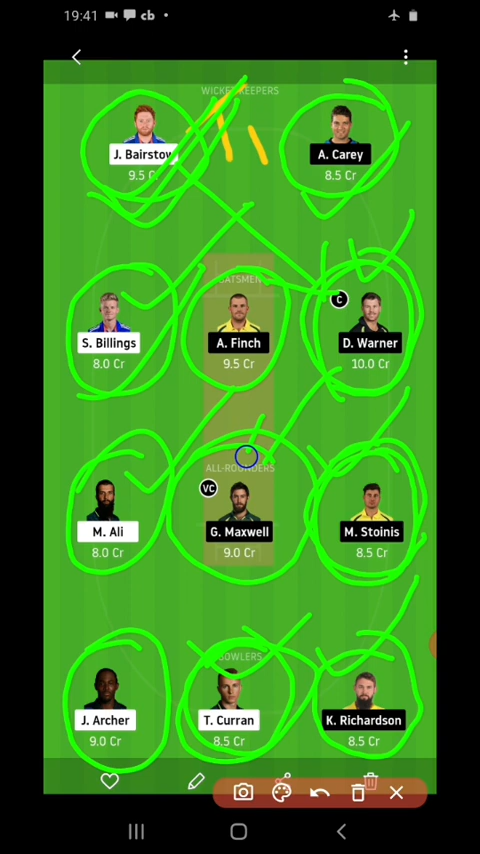 19:41 cb
WICKET KEEPERS
J. Bairstow A. Carey
9.5 C 8.5 Cr
BATSMEN
C
S. Billings A. Finch D. Warner
8.0 Cr 9.5 Cr 10.0 Cr
ALL-ROUNDERS
VC
M. Ali G. Maxwell M. Stoinis
8.0 Cr 9.0 Cr 8.5 Cr
BOWLERS
J. Archer T. Curran K. Richardson
9.0 Cr 8.5 Cr 8.5 Cr